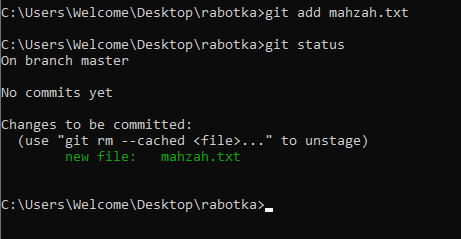 C:\Users\Welcome\Desktop\rabotka>git add mahzah.txt
C:\Users\Welcome\Desktop\rabotka>git status
On branch master
No commits yet
Changes to be committed:
  (use "git rm --cached <file>..." to unstage)
        new file:   mahzah.txt
C:\Users\Welcome\Desktop\rabotka>